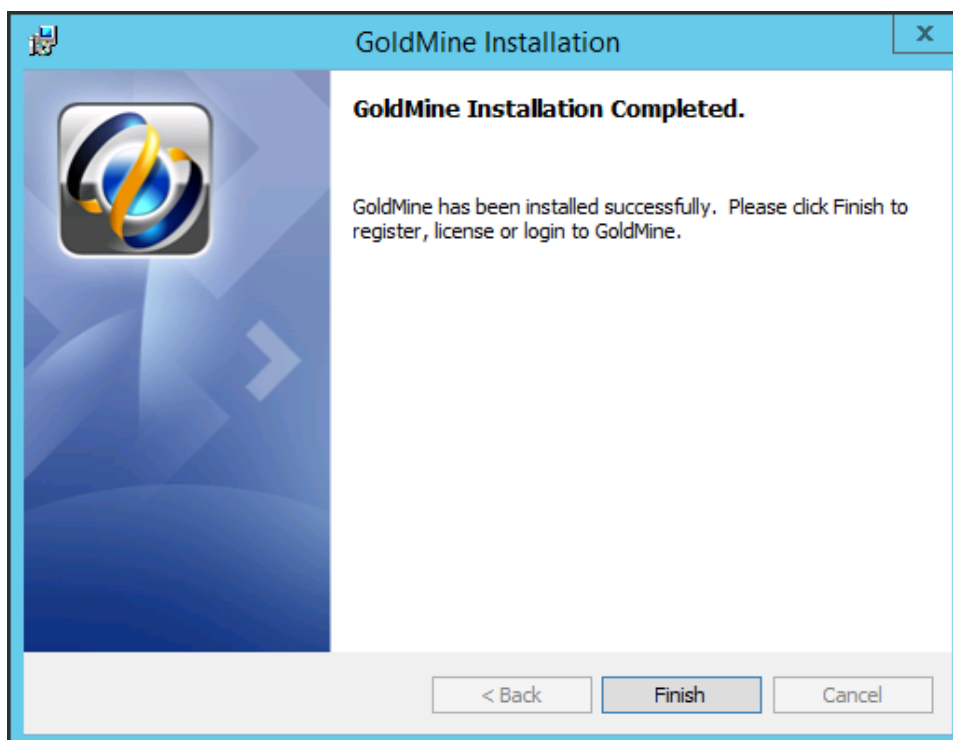 GoldMine Installation
x
GoldMine Installation Completed.
GoldMine has been installed successfully.  Please click Finish to
register, license or login to GoldMine.
< Back
Finish
Cancel